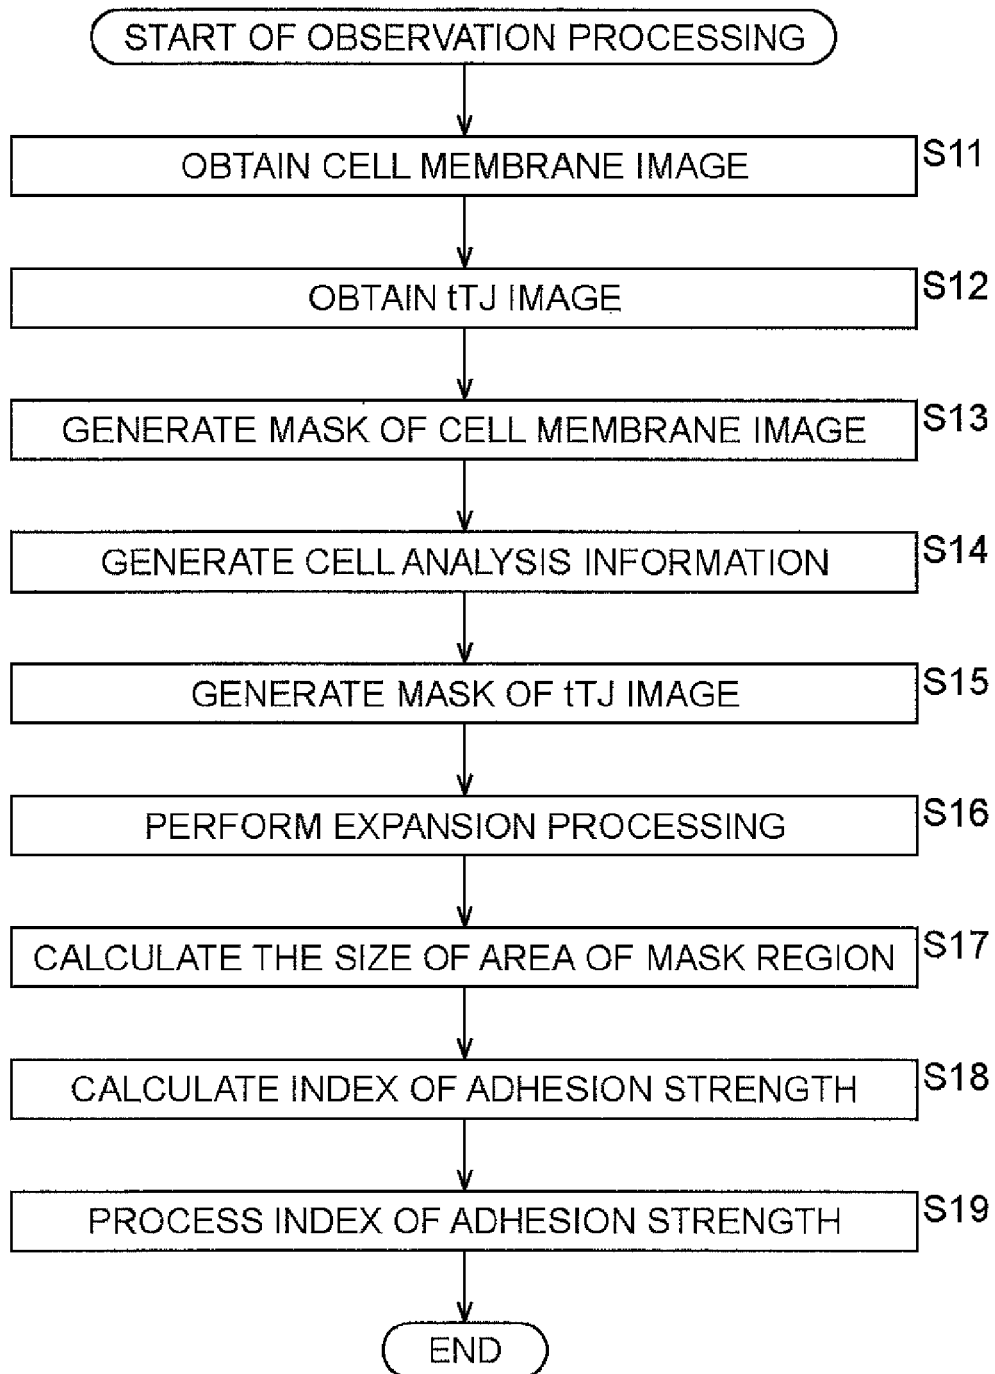 START OF OBSERVATION PROCESSING
S11
OBTAIN CELL MEMBRANE IMAGE
S12
OBTAIN tTJ IMAGE
S13
GENERATE MASK OF CELL MEMBRANE IMAGE
S14
GENERATE CELL ANALYSIS INFORMATION
S15
GENERATE MASK OF tTJ IMAGE
S16
PERFORM EXPANSION PROCESSING
S17
CALCULATE THE SIZE OF AREA OF MASK REGION
S18
CALCULATE INDEX OF ADHESION STRENGTH
S19
PROCESS INDEX OF ADHESION STRENGTH
END